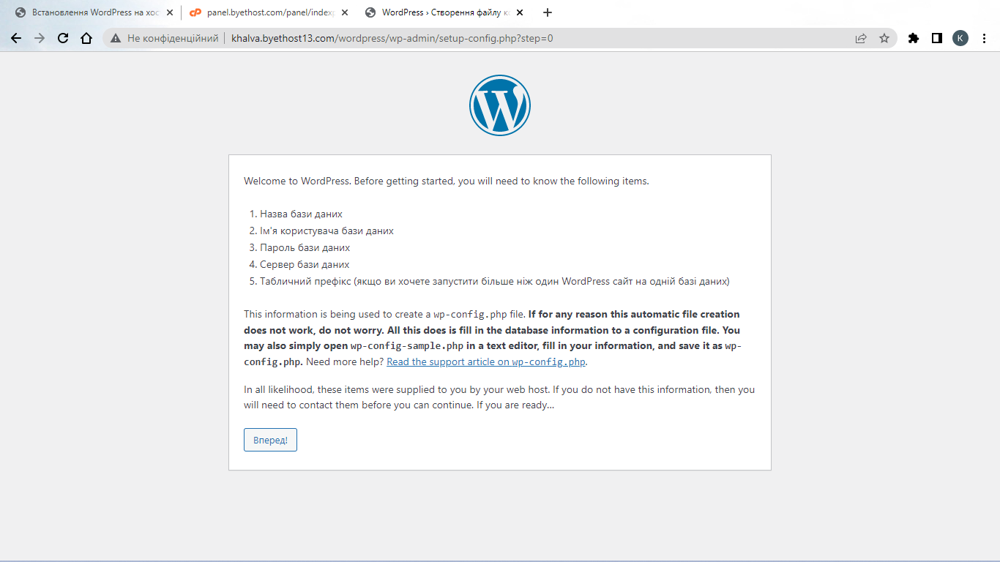 Встановлення WordPress на хос
panel.byethost.com/panel/indexp
WordPress › Створення файлу к
Не конфіденційний
khalva.byethost13.com/wordpress/wp-admin/setup-config.php?step=0
K
Welcome to WordPress. Before getting started, you will need to know the following items.
1. Назва бази даних
2. Ім'я користувача бази даних
3. Пароль бази даних
4. Сервер бази даних
5. Табличний префікс (якщо ви хочете запустити більше ніж один WordPress сайт на одній базі даних)
This information is being used to create a wp-config.php file. If for any reason this automatic file creation
does not work, do not worry. All this does is fill in the database information to a configuration file. You
may also simply open wp-config-sample.php in a text editor, fill in your information, and save it as wp-
config.php. Need more help? Read the support article on wp-config.php.
In all likelihood, these items were supplied to you by your web host. If you do not have this information, then you
will need to contact them before you can continue. If you are ready...
Вперед!